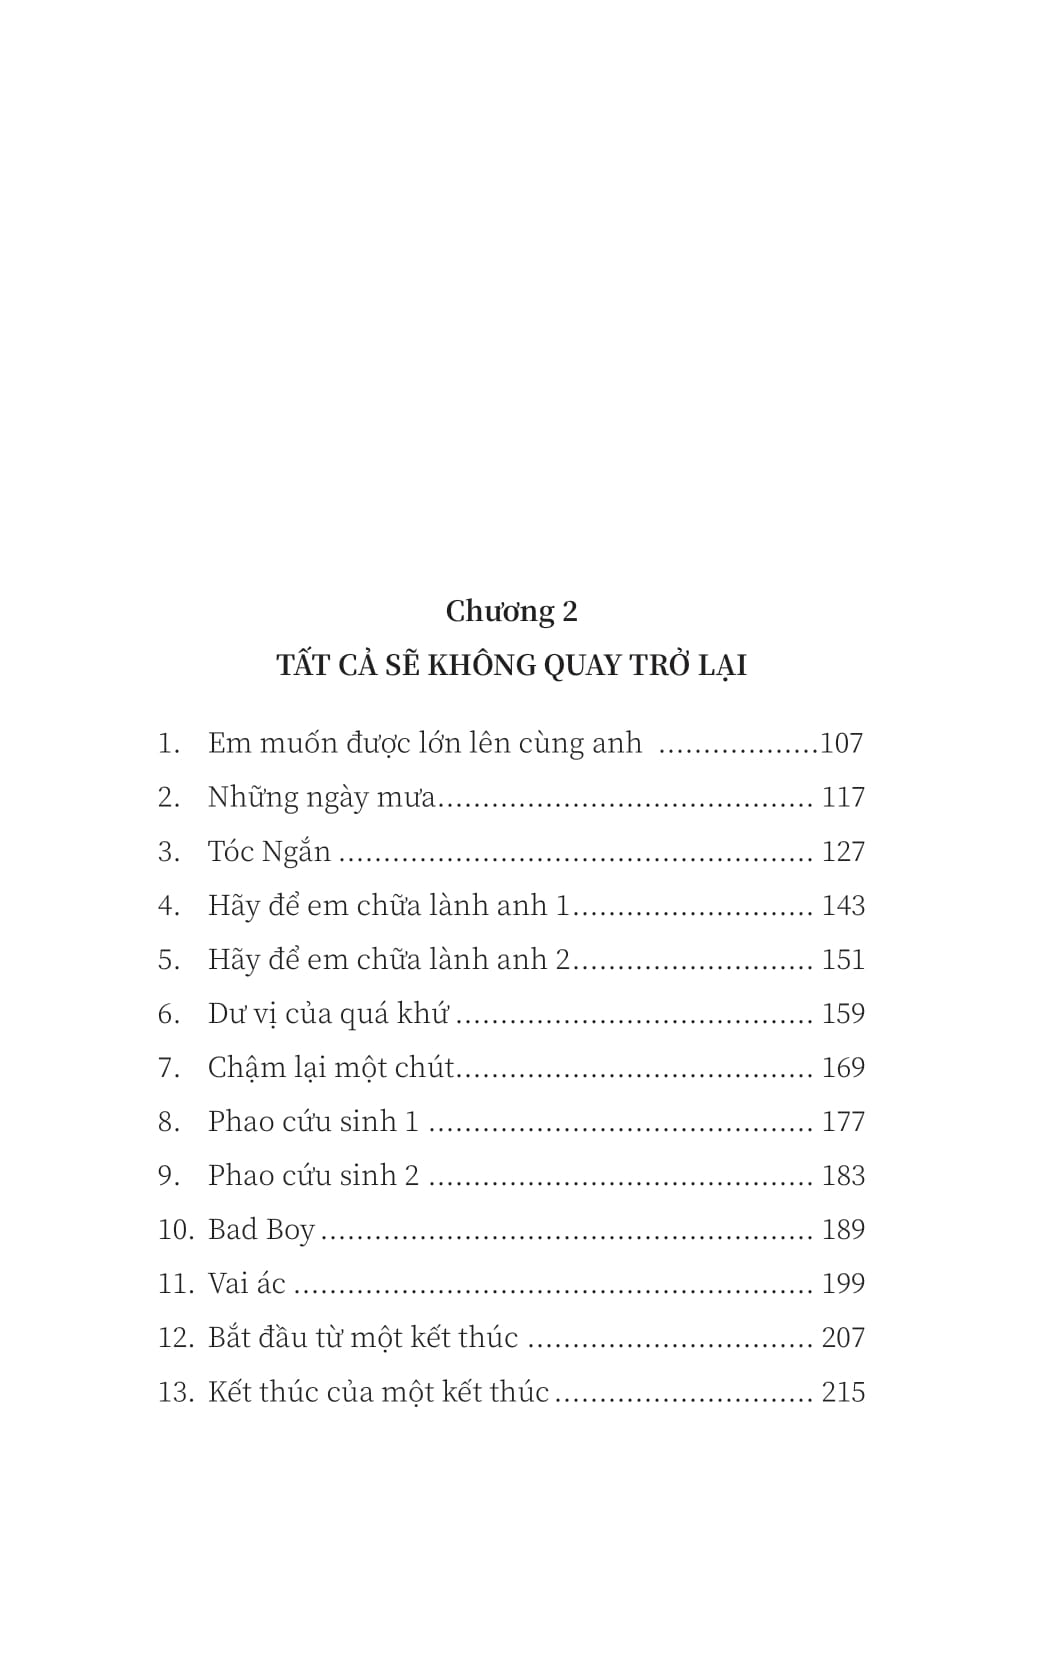 Chương 2
TẤT CẢ SẼ KHÔNG QUAY TRỞ LẠI
1. Em muốn được lớn lên cùng anh ..................107
2. Những ngày mưa.......................................... 117
3. Tóc Ngắn ..................................................... 127
4. Hãy để em chữa lành anh 1........................... 143
5. Hãy để em chữa lành anh 2........................... 151
6. Dư vị của quá khứ ........................................ 159
7. Chậm lại một chút........................................ 169
8. Phao cứu sinh 1 ........................................... 177
9. Phao cứu sinh 2 ........................................... 183
10. Bad Boy ....................................................... 189
11. Vai ác .......................................................... 199
12. Bắt đầu từ một kết thúc ................................ 207
13. Kết thúc của một kết thúc ............................. 215